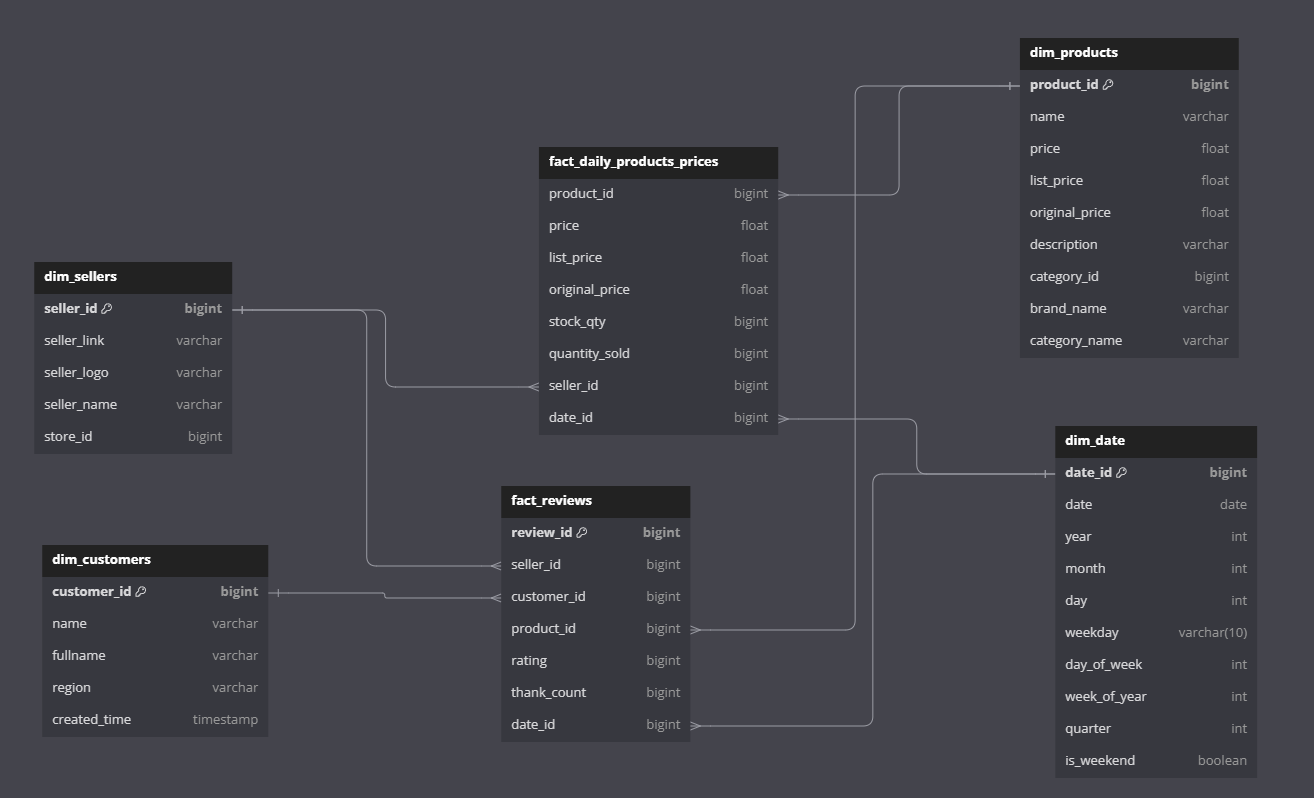 dim_products
product_id bigint
name varchar
price float
list_price float
original_price float
description varchar
category_id bigint
brand_name varchar
category_name varchar
fact_daily_products_prices
product_id bigint
price float
list_price float
original_price float
stock_qty bigint
quantity_sold bigint
seller_id bigint
date_id bigint
dim_sellers
seller_id bigint
seller_link varchar
seller_logo varchar
seller_name varchar
store_id bigint
dim_date
date_id bigint
date date
year int
month int
day int
weekday varchar(10)
day_of_week int
week_of_year int
quarter int
is_weekend boolean
fact_reviews
review_id bigint
seller_id bigint
customer_id bigint
product_id bigint
rating bigint
thank_count bigint
date_id bigint
dim_customers
customer_id bigint
name varchar
fullname varchar
region varchar
created_time timestamp